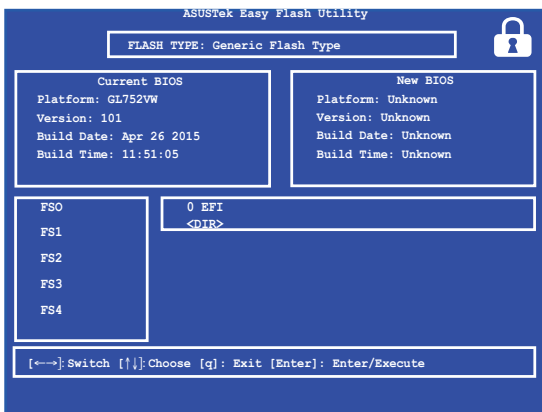 ASUSTek Easy Flash Utility
FLASH TYPE: Generic Flash Type
Current BIOS
Platform: GL752VW
Version: 101
Build Date: Apr 26 2015
Build Time: 11:51:05
New BIOS
Platform: Unknown
Version: Unknown
Build Date: Unknown
Build Time: Unknown
FSO
FS1
FS2
FS3
FS4
0 EFI
<DIR>
[←→]: Switch [↑↓]: Choose [q]: Exit [Enter]: Enter/Execute